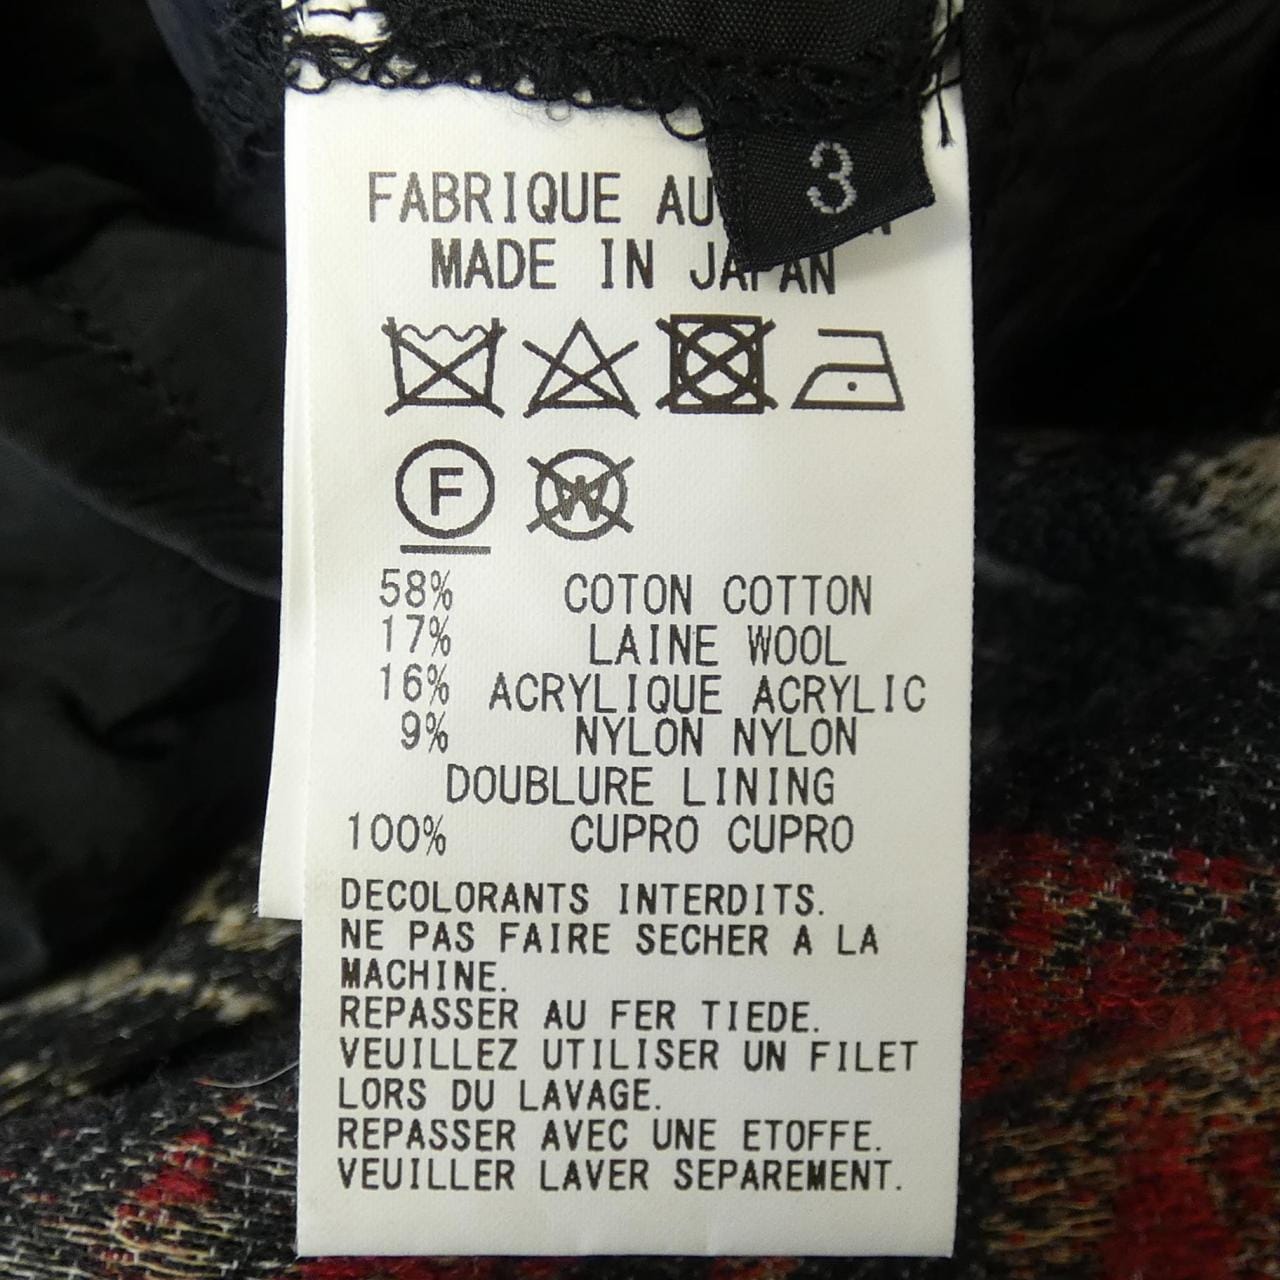 3
FABRIQUE AU
MADE IN JAPAN
F
W
58% COTON COTTON
17% LAINE WOOL
16% ACRYLIQUE ACRYLIC
9% NYLON NYLON
DOUBLURE LINING
100% CUPRO CUPRO
DECOLORANTS INTERDITS.
NE PAS FAIRE SECHER A LA
MACHINE.
REPASSER AU FER TIEDE.
VEUILLEZ UTILISER UN FILET
LORS DU LAVAGE.
REPASSER AVEC UNE ETOFFE.
VEUILLER LAVER SEPAREMENT.